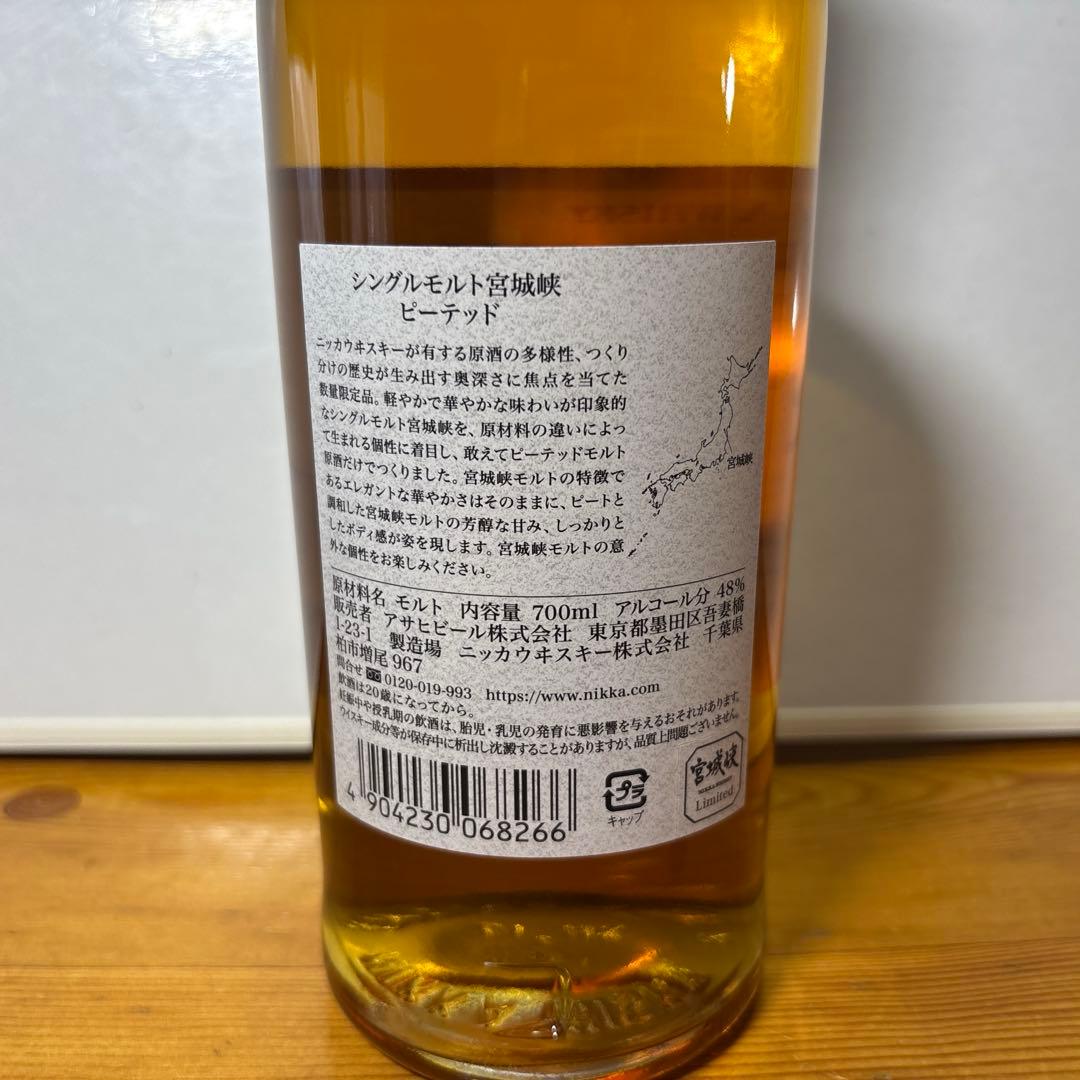 シングルモルト宮城峡
ピーテッド
ニッカウヰスキーが有する原酒の多様性、つくり
分けの歴史が生み出す奥深さに焦点を当てた
数量限定品。軽やかで華やかな味わいが印象的
なシングルモルト宮城峡を、原材料の違いによっ
て生まれる個性に着目し、敢えてピーテッドモルト
原酒だけでつくりました。宮城峡モルトの特徴で
あるエレガントな華やかさはそのままに、ピートと
調和した宮城峡モルトの芳醇な甘み、しっかりと
したボディ感が姿を現します。宮城峡モルトの意
外な個性をお楽しみください。
宮城峡
原材料名 モルト 内容量 700ml アルコール分 48%
販売者 アサヒビール株式会社 東京都墨田区吾妻橋
1-23-1 製造場 ニッカウヰスキー株式会社 千葉県
柏市増尾967
問合せ 0120-019-993 https://www.nikka.com
飲酒は20歳になってから。
妊娠中や授乳期の飲酒は、胎児・乳児の発育に悪影響を与えるおそれがあります。
ウイスキー成分等が保存中に析出し沈澱することがありますが、品質上問題ございません。
4 904230 068266
プラ
キャップ
宮城峡
Limited